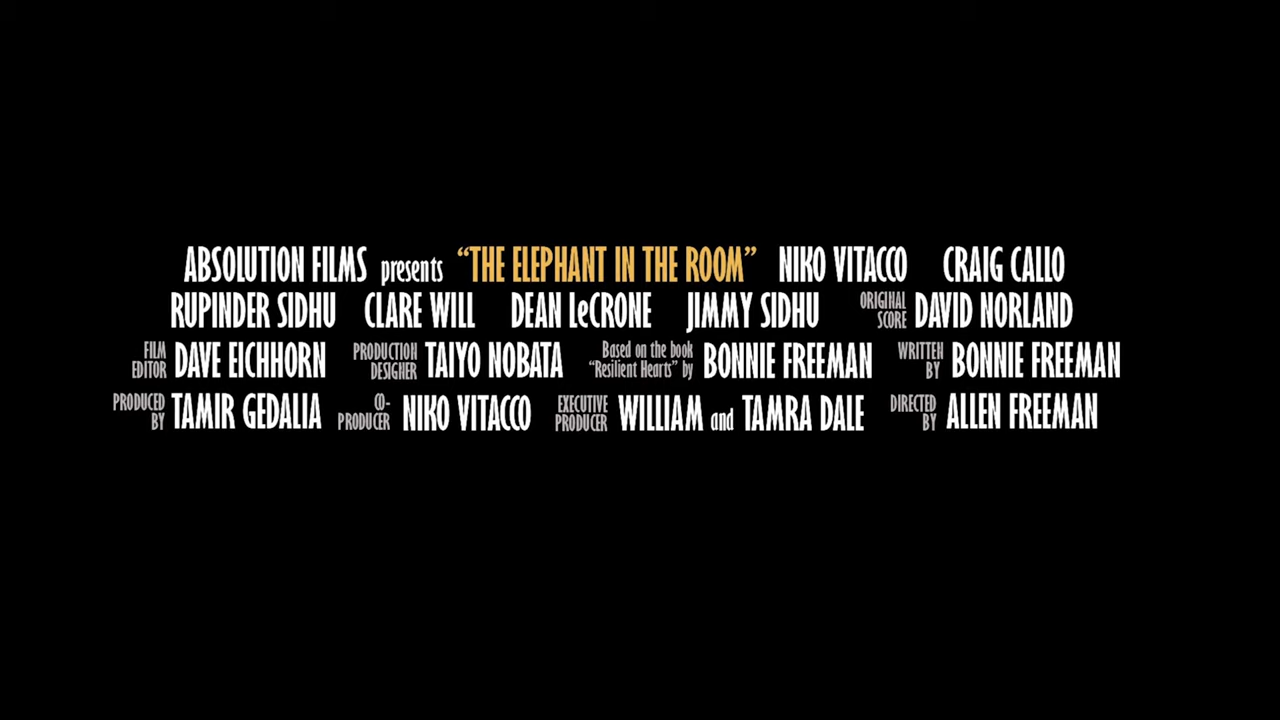 ABSOLUTION FILMS presents “THE ELEPHANT IN THE ROOM” NIKO VITACCO CRAIG CALLO
RUPINDER SIDHU CLARE WILL DEAN LeCRONE JIMMY SIDHU ORIGINAL SCORE DAVID NORLAND
FILM EDITOR DAVE EICHHORN PRODUCTION DESIGNER TAIYO NOBATA Based on the book “Resilient Hearts” by BONNIE FREEMAN WRITTEN BY BONNIE FREEMAN
PRODUCED BY TAMIR GEDALIA CO-PRODUCER NIKO VITACCO EXECUTIVE PRODUCER WILLIAM and TAMRA DALE DIRECTED BY ALLEN FREEMAN